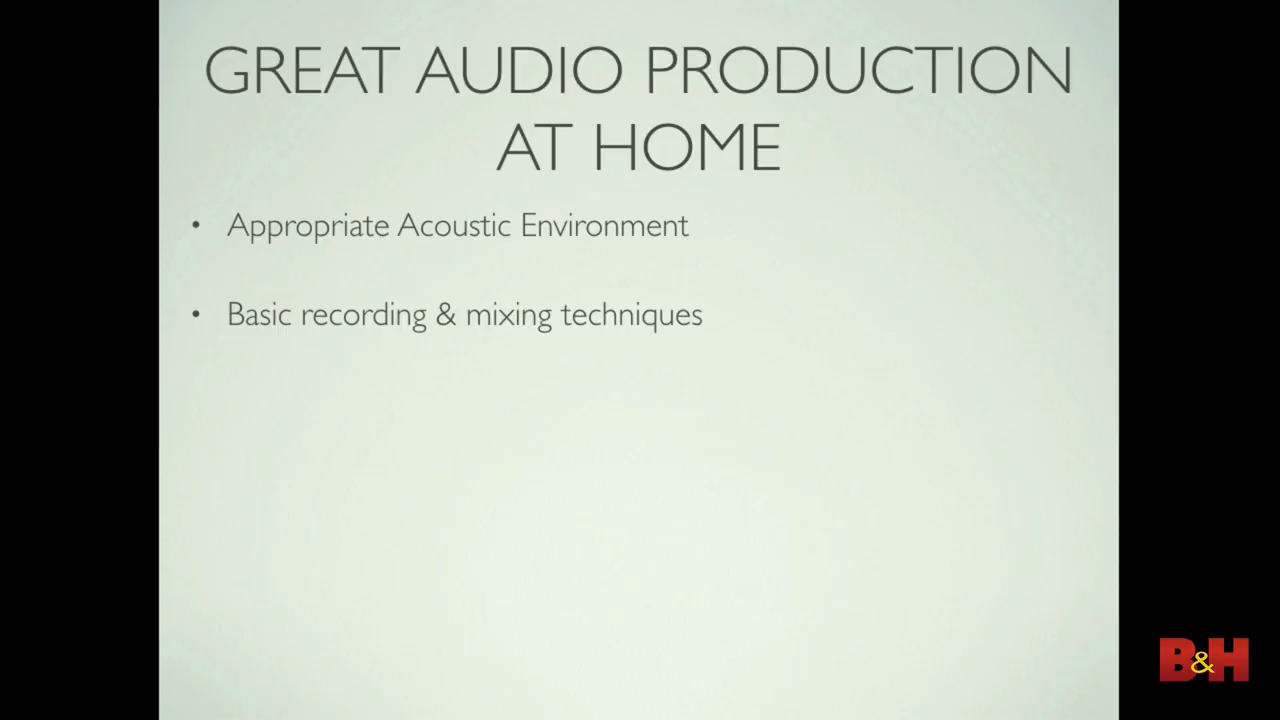 GREAT AUDIO PRODUCTION
AT HOME
• Appropriate Acoustic Environment
• Basic recording & mixing techniques
B&H